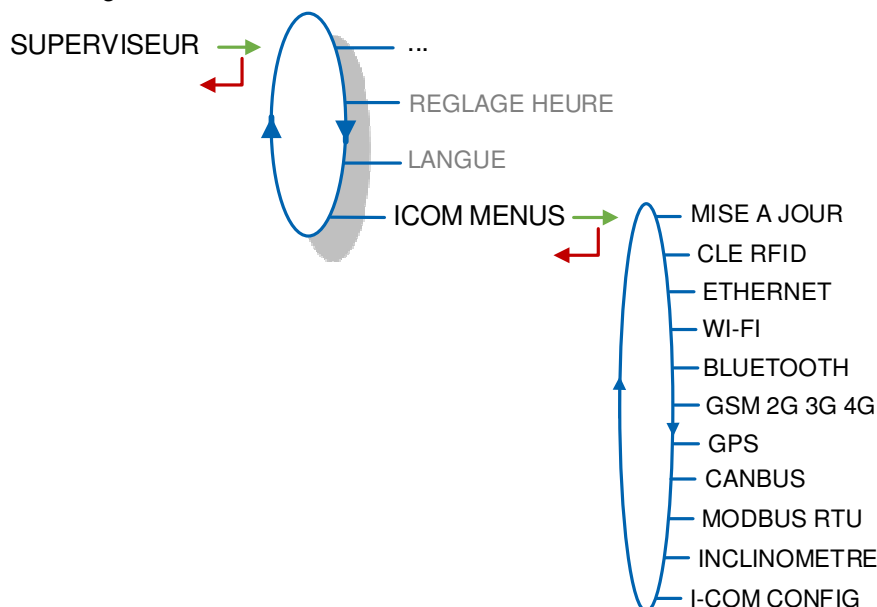 SUPERVISEUR
...
REGLAGE HEURE
LANGUE
ICOM MENUS
MISE A JOUR
CLE RFID
ETHERNET
WI-FI
BLUETOOTH
GSM 2G 3G 4G
GPS
CANBUS
MODBUS RTU
INCLINOMETRE
I-COM CONFIG